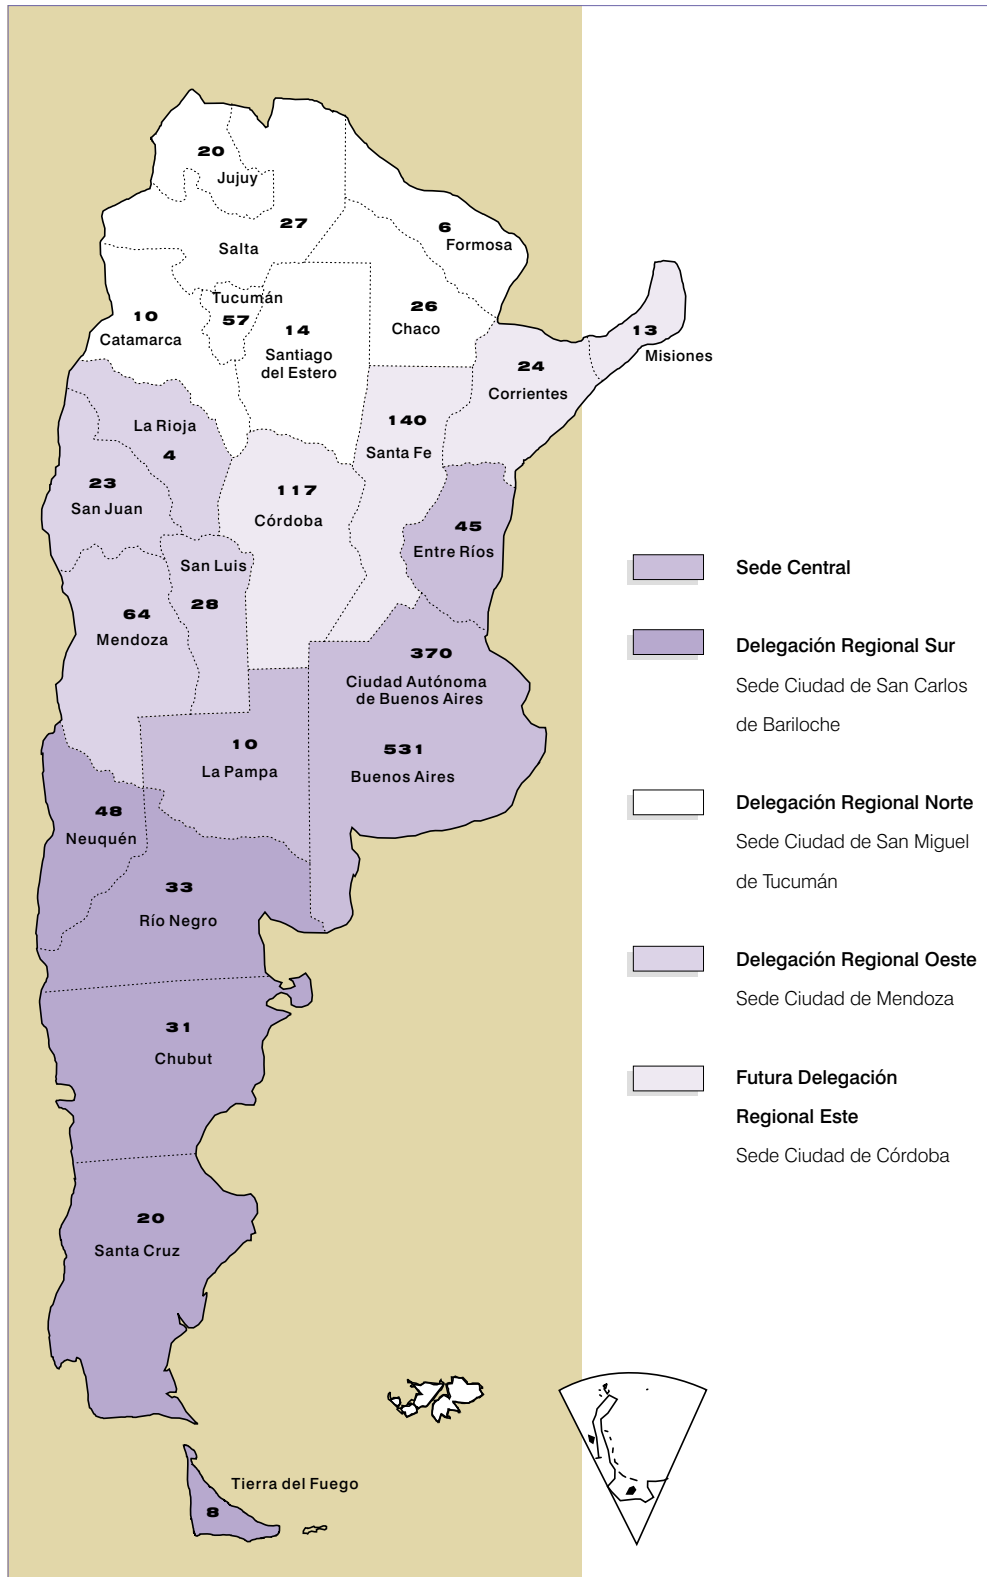 20
Jujuy
27
Salta
6
Formosa
Tucumán
57
10
Catamarca
14
Santiago
del Estero
26
Chaco
13
Misiones
24
Corrientes
La Rioja
4
140
Santa Fe
23
San Juan
117
Córdoba
45
Entre Ríos
San Luis
28
64
Mendoza
370
Ciudad Autónoma
de Buenos Aires
10
La Pampa
531
Buenos Aires
48
Neuquén
33
Río Negro
31
Chubut
20
Santa Cruz
Tierra del Fuego
8
Sede Central
Delegación Regional Sur
Sede Ciudad de San Carlos
de Bariloche
Delegación Regional Norte
Sede Ciudad de San Miguel
de Tucumán
Delegación Regional Oeste
Sede Ciudad de Mendoza
Futura Delegación
Regional Este
Sede Ciudad de Córdoba